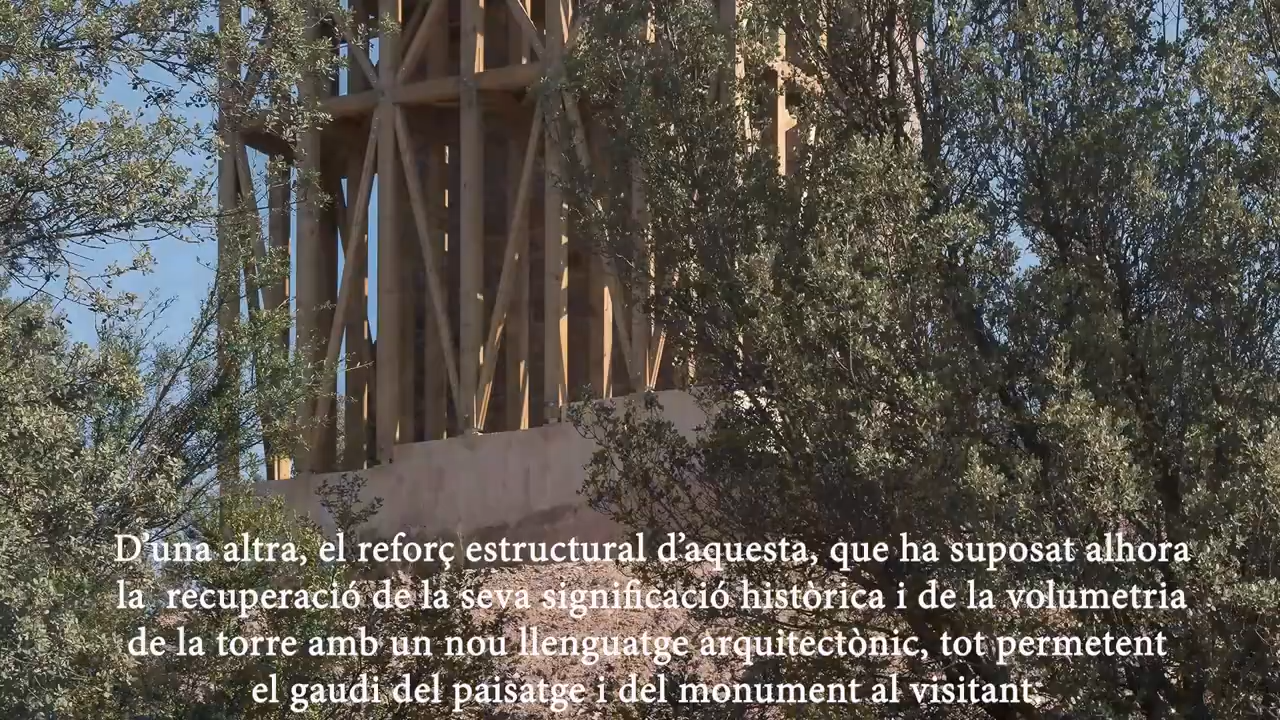 D'una altra, el reforç estructural d'aquesta, que ha suposat alhora
la recuperació de la seva significació històrica i de la volumetria
de la torre amb un nou llenguatge arquitectònic, tot permetent
el gaudi del paisatge i del monument al visitant.